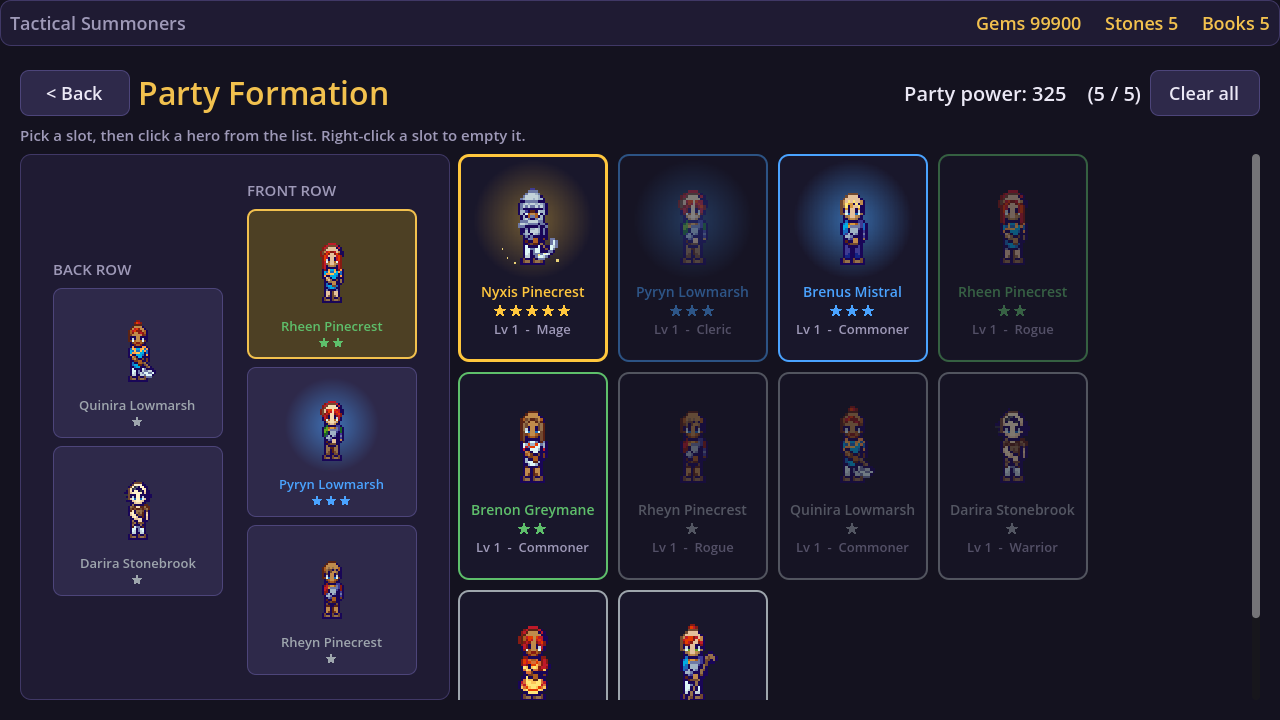 Tactical Summoners
Gems 99900 Stones 5 Books 5
< Back
Party Formation
Party power: 325 (5 / 5)
Clear all
Pick a slot, then click a hero from the list. Right-click a slot to empty it.
BACK ROW
Quinira Lowmarsh
Darira Stonebrook
FRONT ROW
Rheen Pinecrest
Pyryn Lowmarsh
Rheyn Pinecrest
Nyxis Pinecrest
Lv 1 - Mage
Pyryn Lowmarsh
Lv 1 - Cleric
Brenus Mistral
Lv 1 - Commoner
Rheen Pinecrest
Lv 1 - Rogue
Brenon Greymane
Lv 1 - Commoner
Rheyn Pinecrest
Lv 1 - Rogue
Quinira Lowmarsh
Lv 1 - Commoner
Darira Stonebrook
Lv 1 - Warrior